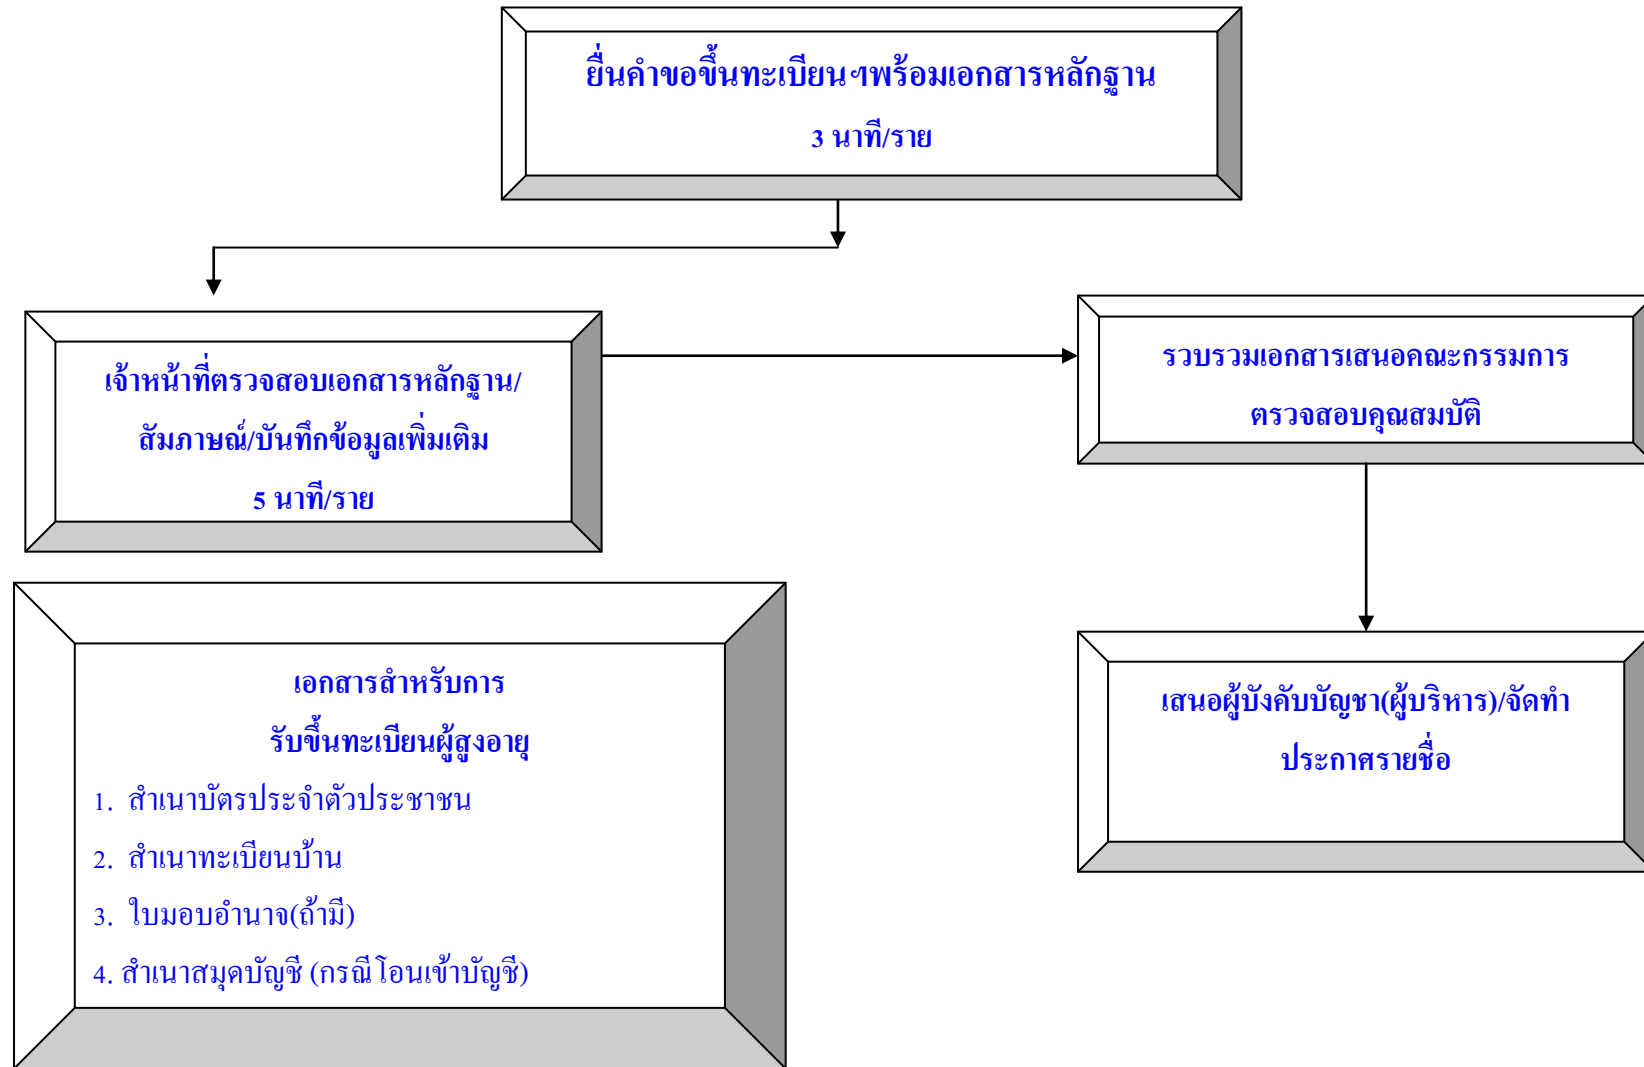 ยื่นคำขอขึ้นทะเบียนฯพร้อมเอกสารหลักฐาน
3 นาที/ราย
เจ้าหน้าที่ตรวจสอบเอกสารหลักฐาน/
สัมภาษณ์/บันทึกข้อมูลเพิ่มเติม
5 นาที/ราย
รวบรวมเอกสารเสนอคณะกรรมการ
ตรวจสอบคุณสมบัติ
เสนอผู้บังคับบัญชา(ผู้บริหาร)/จัดทำ
ประกาศรายชื่อ
เอกสารสำหรับการ
รับขึ้นทะเบียนผู้สูงอายุ
1. สำเนาบัตรประจำตัวประชาชน
2. สำเนาทะเบียนบ้าน
3. ใบมอบอำนาจ(ถ้ามี)
4. สำเนาสมุดบัญชี (กรณีโอนเข้าบัญชี)